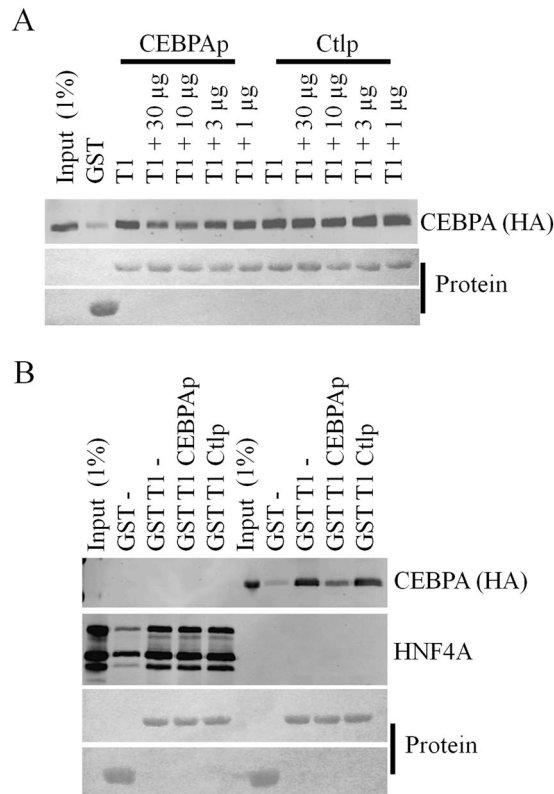 A
CEBPAp
Ctlp
Input (1%)
GST
T1
T1 + 30 μg
T1 + 10 μg
T1 + 3 μg
T1 + 1 μg
T1
T1 + 30 μg
T1 + 10 μg
T1 + 3 μg
T1 + 1 μg
CEBPA (HA)
Protein
B
Input (1%)
GST -
GST T1 -
GST T1 CEBPAp
GST T1 Ctlp
Input (1%)
GST -
GST T1 -
GST T1 CEBPAp
GST T1 Ctlp
CEBPA (HA)
HNF4A
Protein